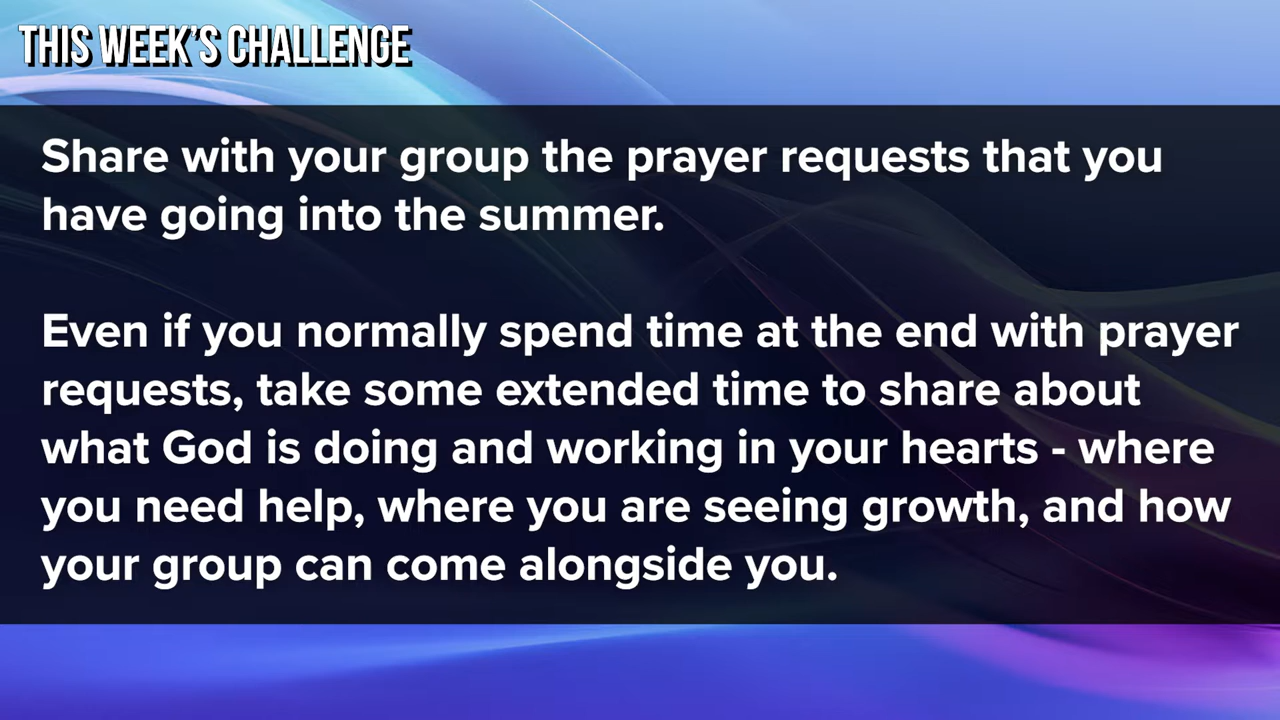 THIS WEEK'S CHALLENGE
Share with your group the prayer requests that you
have going into the summer.
Even if you normally spend time at the end with prayer
requests, take some extended time to share about
what God is doing and working in your hearts - where
you need help, where you are seeing growth, and how
your group can come alongside you.